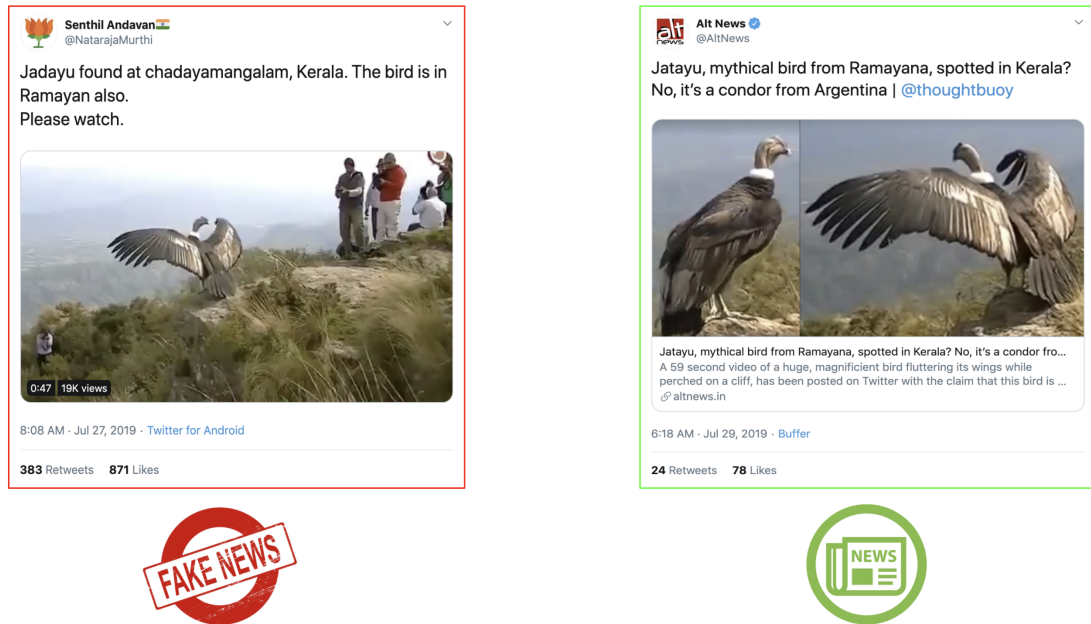 Senthil Andavan🇮🇳
@NatarajaMurthi
Jadayu found at chadayamangalam, Kerala. The bird is in
Ramayan also.
Please watch.
0:47 19K views
8:08 AM · Jul 27, 2019 · Twitter for Android
383 Retweets 871 Likes
FAKE NEWS
alt
news
Alt News
@AltNews
Jatayu, mythical bird from Ramayana, spotted in Kerala?
No, it's a condor from Argentina | @thoughtbuoy
Jatayu, mythical bird from Ramayana, spotted in Kerala? No, it's a condor fro...
A 59 second video of a huge, magnificent bird fluttering its wings while
perched on a cliff, has been posted on Twitter with the claim that this bird is ...
altnews.in
6:18 AM · Jul 29, 2019 · Buffer
24 Retweets 78 Likes
NEWS